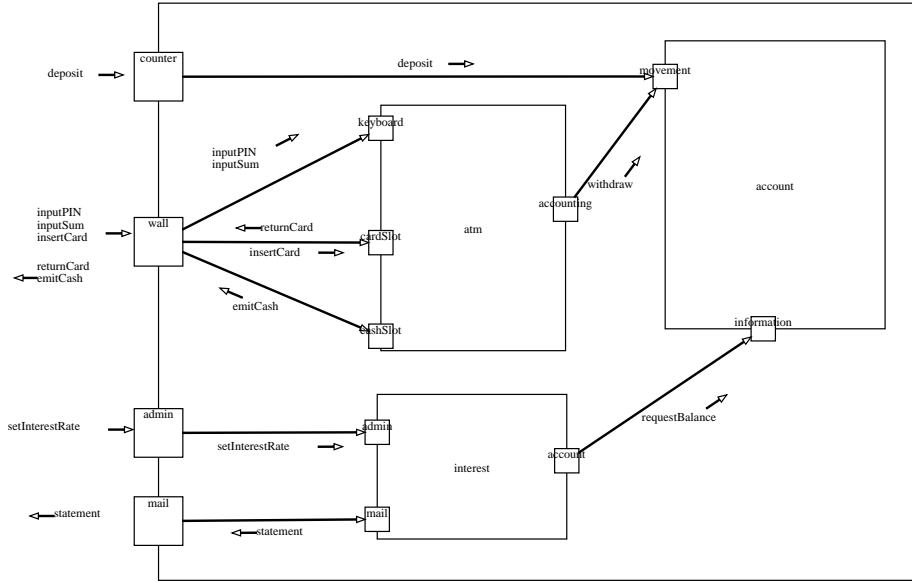 counter
deposit
deposit
movement
keyboard
inputPIN
inputSum
withdraw
account
accounting
inputPIN
inputSum
insertCard
wall
returnCard
atm
cardSlot
insertCard
returnCard
emitCash
emitCash
cashSlot
information
admin
setInterestRate
admin
setInterestRate
requestBalance
account
interest
mail
statement
mail
statement